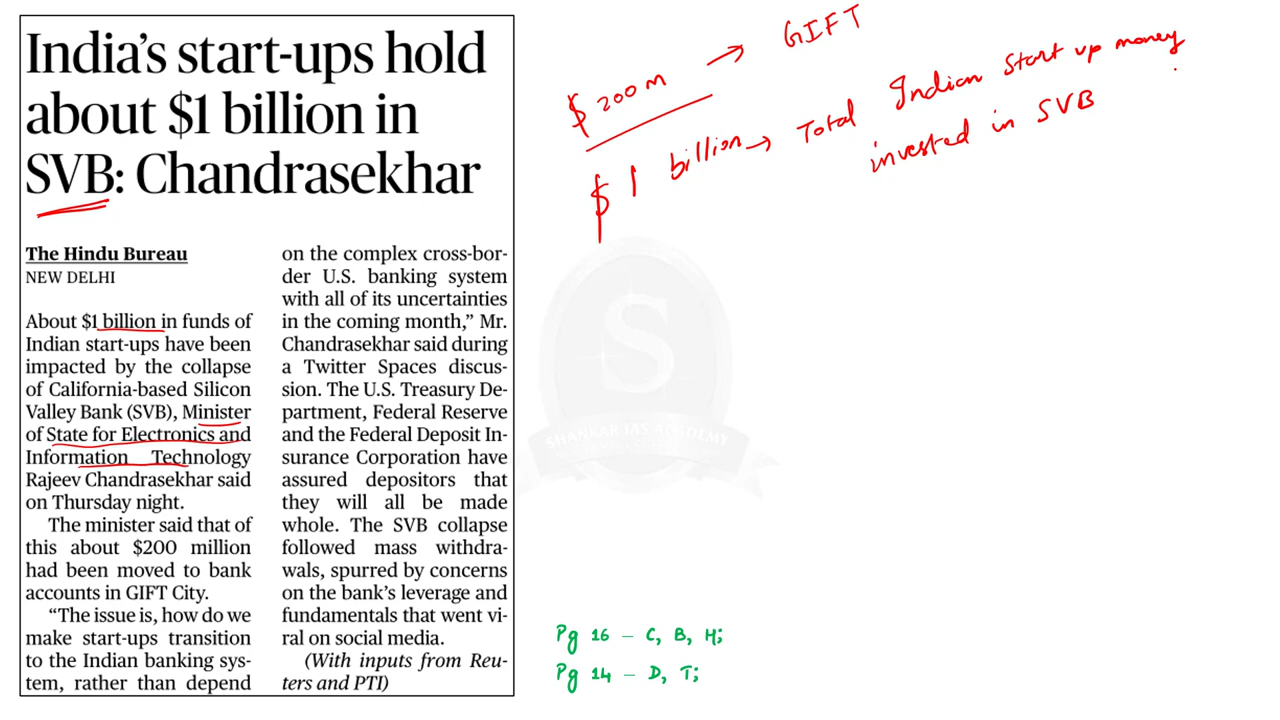 India's start-ups hold
about $1 billion in
SVB: Chandrasekhar
The Hindu Bureau
NEW DELHI
About $1 billion in funds of
Indian start-ups have been
impacted by the collapse
of California-based Silicon
Valley Bank (SVB), Minister
of State for Electronics and
Information Technology
Rajeev Chandrasekhar said
on Thursday night.
The minister said that of
this about $200 million
had been moved to bank
accounts in GIFT City.
“The issue is, how do we
make start-ups transition
to the Indian banking sys-
tem, rather than depend
on the complex cross-bor-
der U.S. banking system
with all of its uncertainties
in the coming month,” Mr.
Chandrasekhar said during
a Twitter Spaces discus-
sion. The U.S. Treasury De-
partment, Federal Reserve
and the Federal Deposit In-
surance Corporation have
assured depositors that
they will all be made
whole. The SVB collapse
followed mass withdra-
wals, spurred by concerns
on the bank's leverage and
fundamentals that went vi-
ral on social media.
(With inputs from Reu-
ters and PTI)
$ 200 m → GIFT
$ 1 billion → Total Indian Start up money
invested in SVB
S
SHANKAR IAS ACADEMY
Pg 16 – C, B, H;
Pg 14 – D, T;